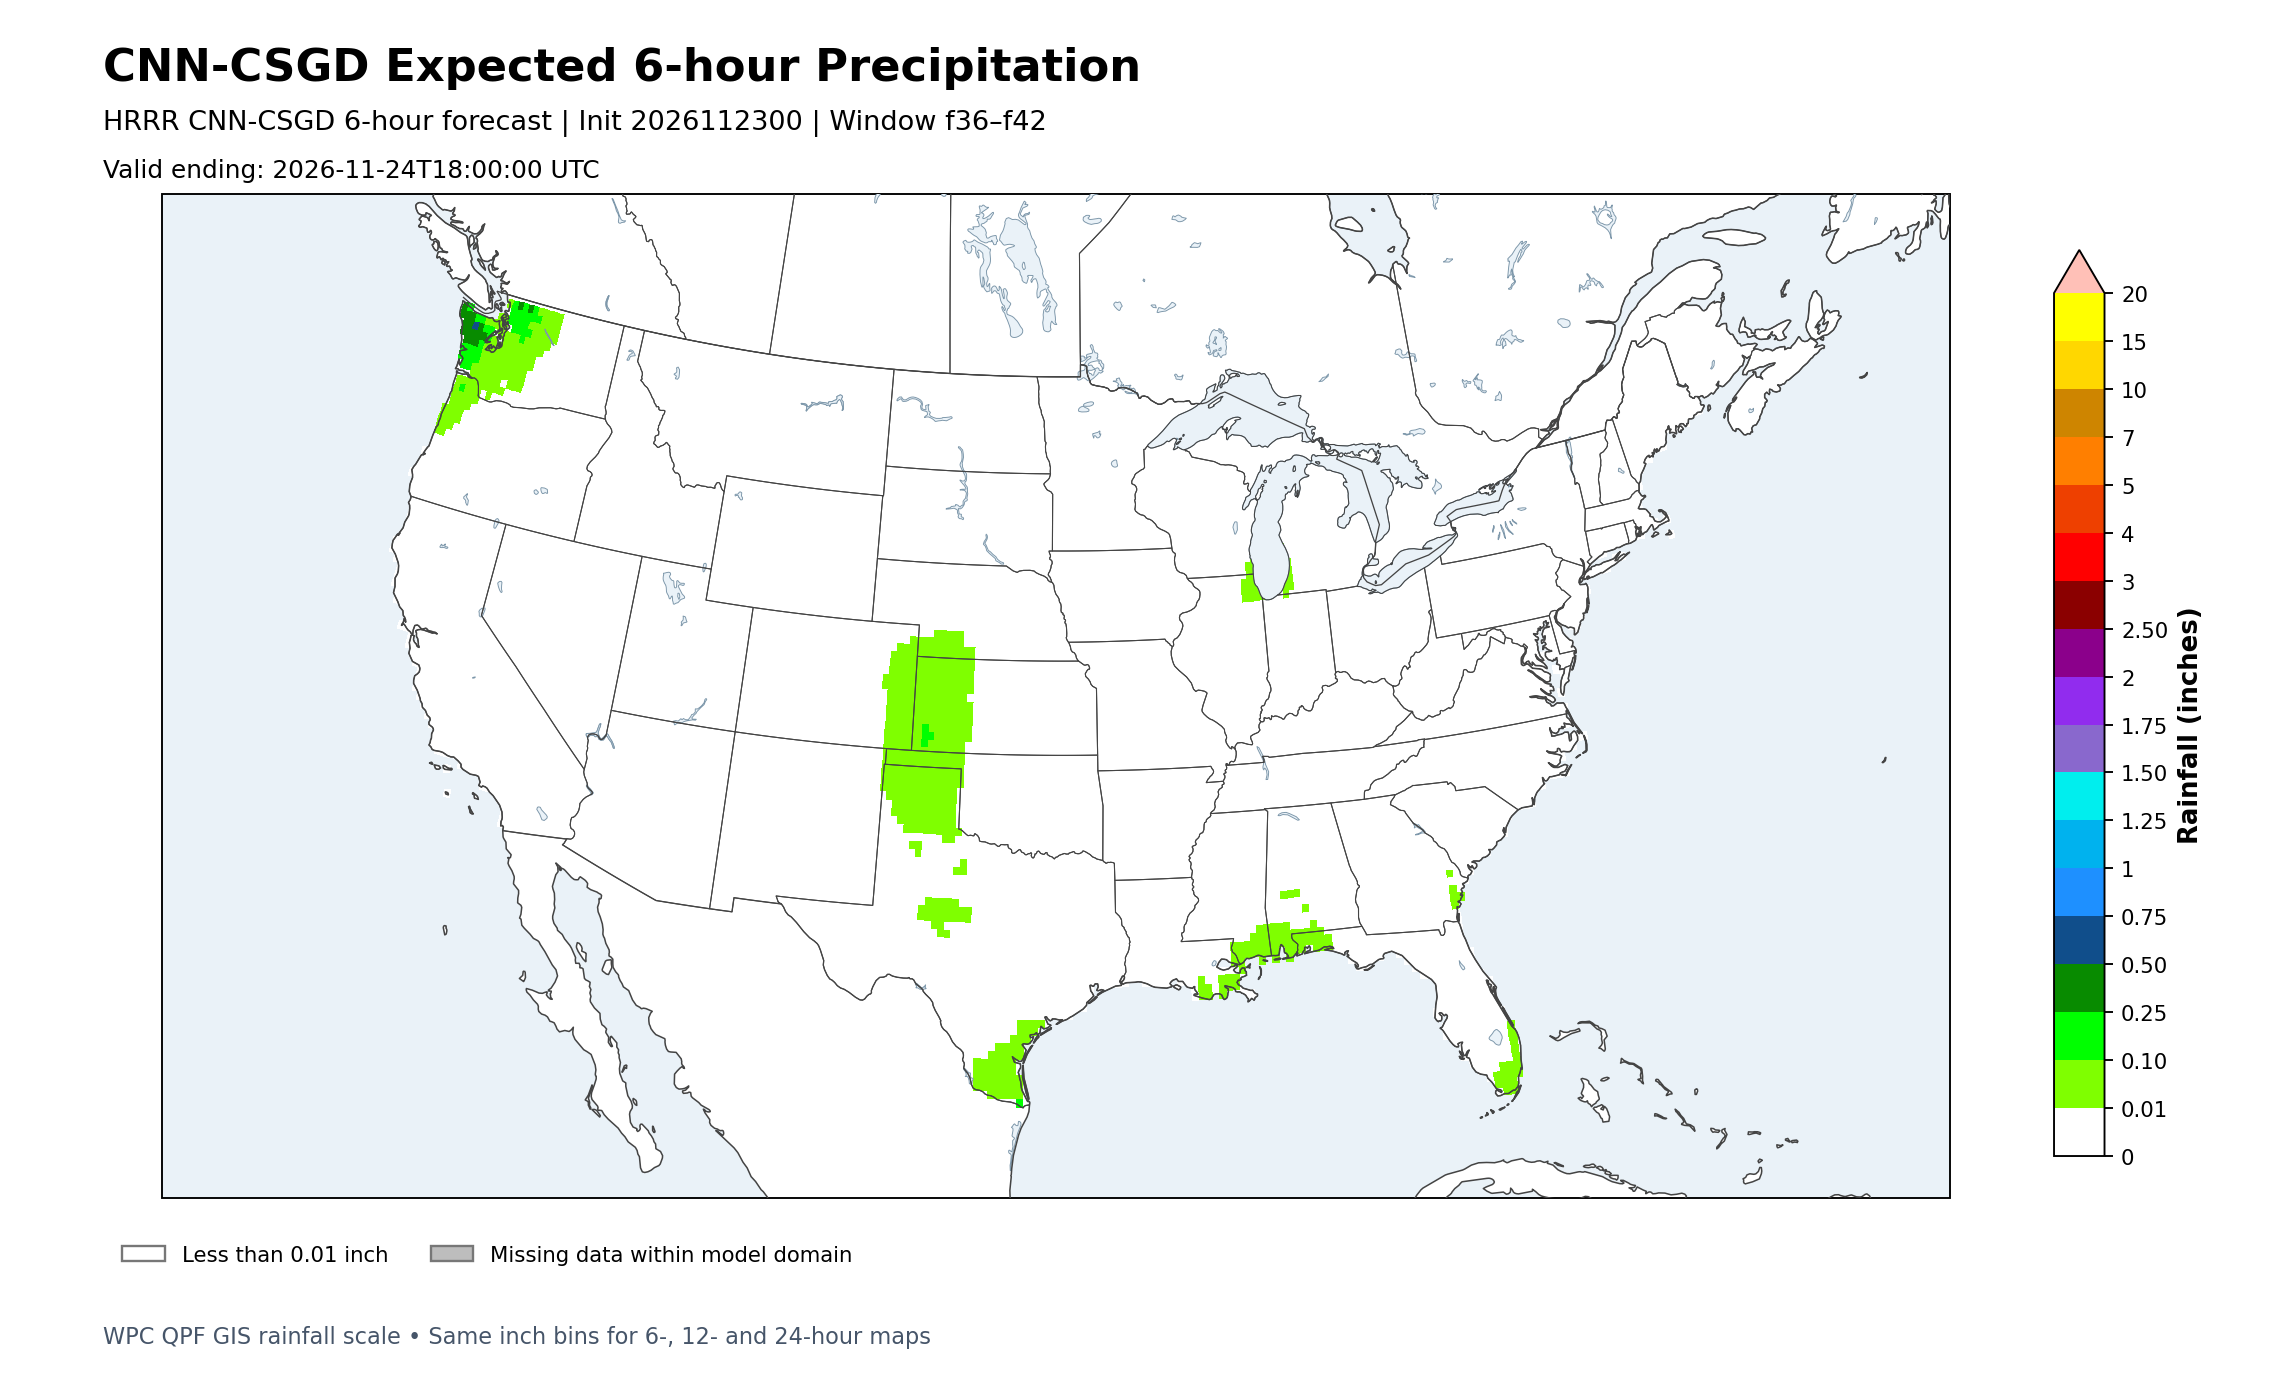 CNN-CSGD Expected 6-hour Precipitation
HRRR CNN-CSGD 6-hour forecast | Init 2026112300 | Window f36–f42
Valid ending: 2026-11-24T18:00:00 UTC
20
15
10
7
5
4
3
2.50
2
1.75
1.50
1.25
1
0.75
0.50
0.25
0.10
0.01
0
Rainfall (inches)
Less than 0.01 inch
Missing data within model domain
WPC QPF GIS rainfall scale • Same inch bins for 6-, 12- and 24-hour maps